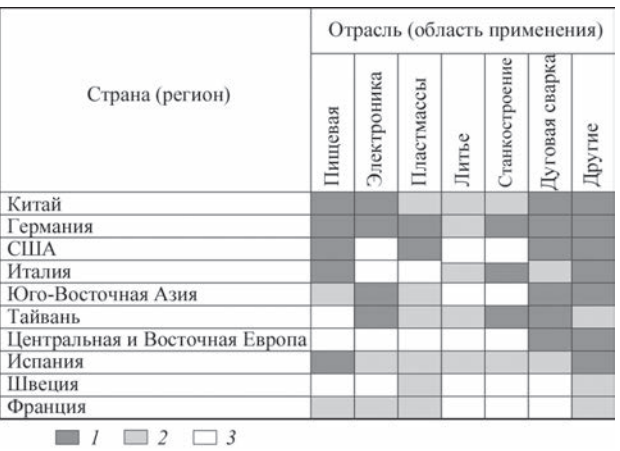 Отрасль (область применения)
Страна (регион)
Пищевая
Электроника
Пластмассы
Литье
Станкостроение
Дуговая сварка
Другие
Китай
Германия
США
Италия
Юго-Восточная Азия
Тайвань
Центральная и Восточная Европа
Испания
Швеция
Франция
1 2 3